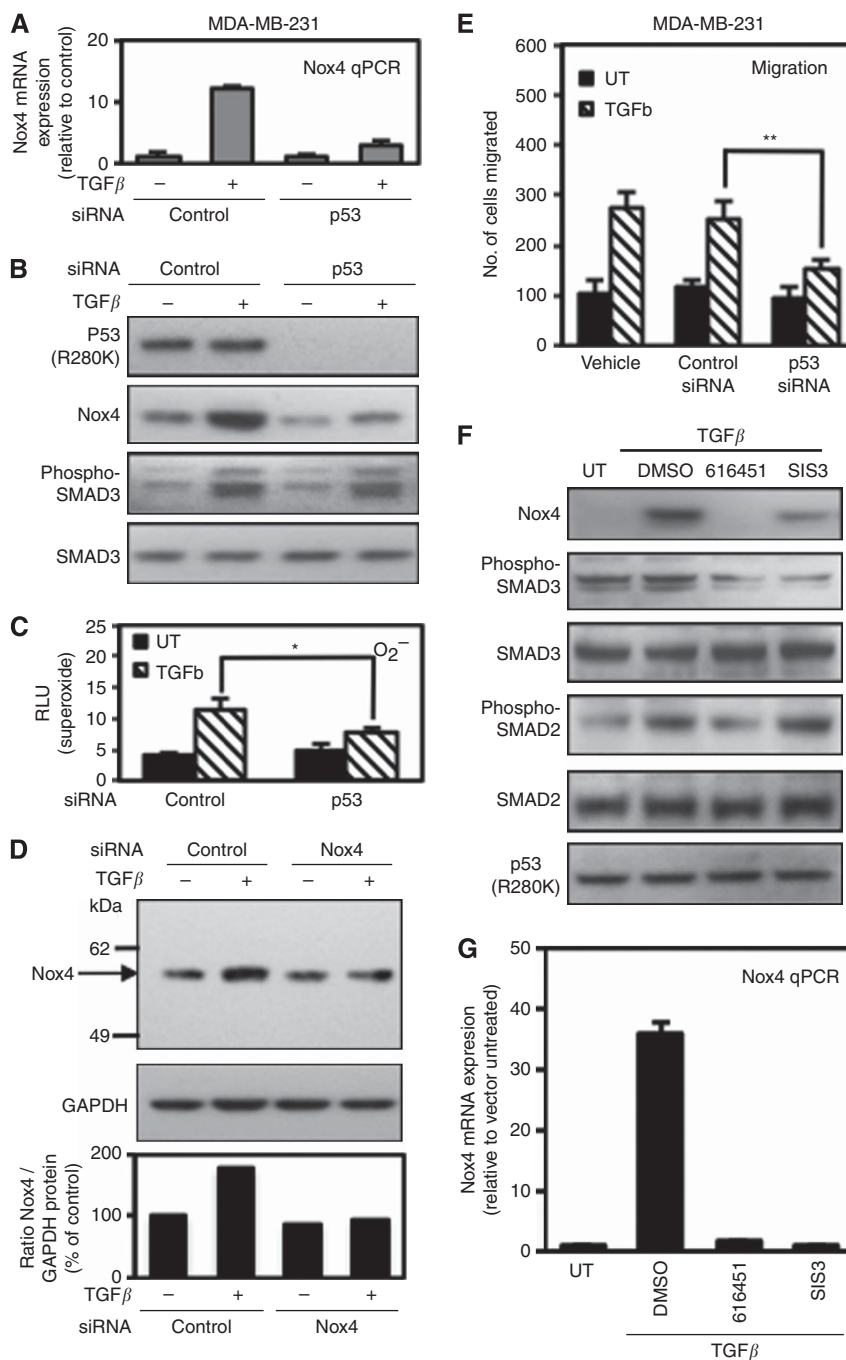 A
MDA-MB-231
Nox4 mRNA
expression
(relative to control)
20
10
0
Nox4 qPCR
TGFβ – + – +
siRNA Control p53
B
siRNA Control p53
TGFβ – + – +
P53
(R280K)
Nox4
Phospho-
SMAD3
SMAD3
C
RLU
(superoxide)
25
20
15
10
5
0
UT
TGFb
*
O2–
siRNA Control p53
D
siRNA Control Nox4
TGFβ – + – +
kDa
62
Nox4
49
GAPDH
Ratio Nox4 /
GAPDH protein
(% of control)
200
100
0
TGFβ – + – +
siRNA Control Nox4
E
MDA-MB-231
No. of cells migrated
600
500
400
300
200
100
0
UT
TGFb
Migration
**
Vehicle Control siRNA p53 siRNA
F
TGFβ
UT DMSO 616451 SIS3
Nox4
Phospho-
SMAD3
SMAD3
Phospho-
SMAD2
SMAD2
p53
(R280K)
G
Nox4 mRNA expresion
(relative to vector untreated)
50
40
30
20
10
0
Nox4 qPCR
UT DMSO 616451 SIS3
TGFβ